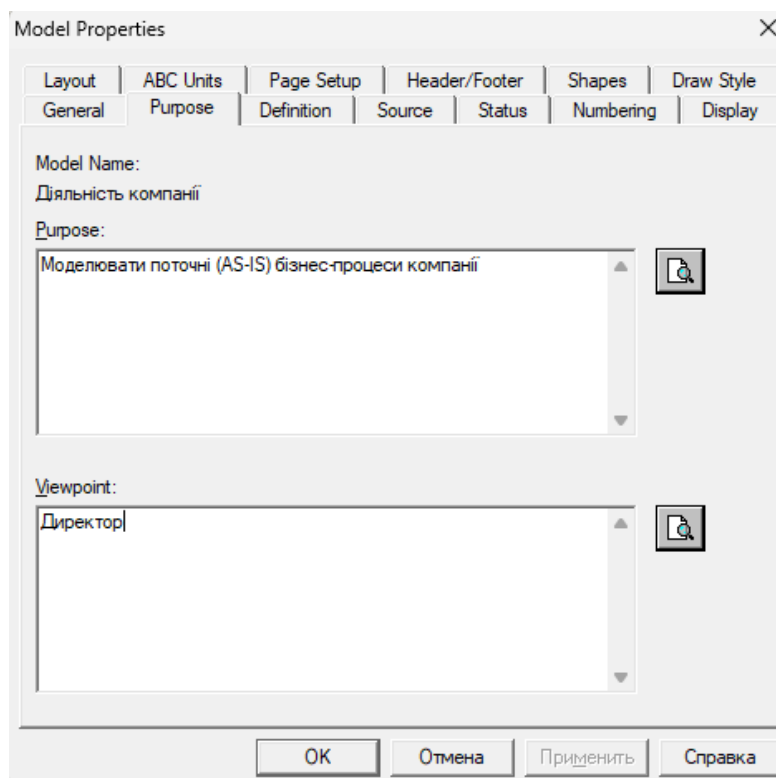 Model Properties
Layout ABC Units Page Setup Header/Footer Shapes Draw Style
General Purpose Definition Source Status Numbering Display
Model Name:
Діяльність компанії
Purpose:
Моделювати поточні (AS-IS) бізнес-процеси компанії
Viewpoint:
Директор
OK Отмена Применить Справка